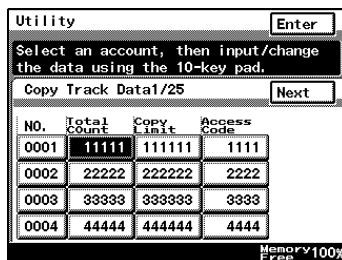 Utility Enter
Select an account, then input/change
the data using the 10-key pad.
Copy Track Data1/25 Next
NO. Total Count Copy Limit Access Code
0001 11111 111111 1111
0002 22222 222222 2222
0003 33333 333333 3333
0004 44444 444444 4444
Memory Free 100%